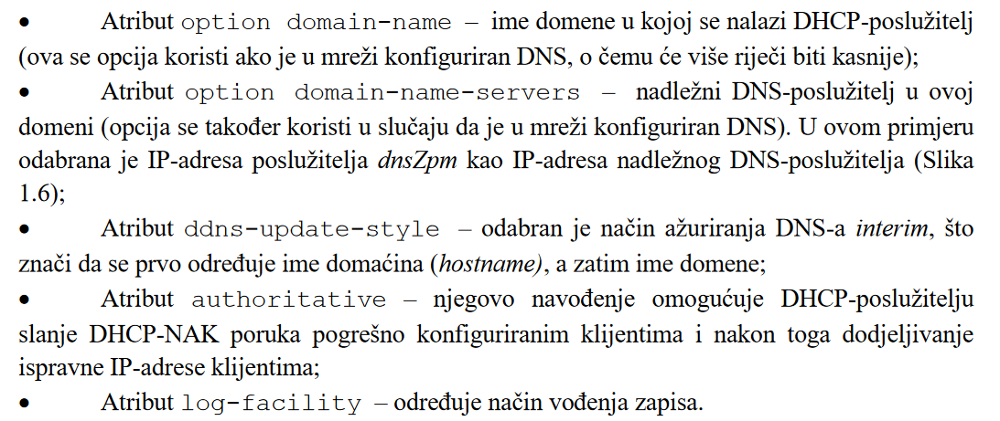 • Atribut option domain-name – ime domene u kojoj se nalazi DHCP-poslužitelj
(ova se opcija koristi ako je u mreži konfiguriran DNS, o čemu će više riječi biti kasnije);
• Atribut option domain-name-servers – nadležni DNS-poslužitelj u ovoj
domeni (opcija se također koristi u slučaju da je u mreži konfiguriran DNS). U ovom primjeru
odabrana je IP-adresa poslužitelja dnsZpm kao IP-adresa nadležnog DNS-poslužitelja (Slika
1.6);
• Atribut ddns-update-style – odabran je način ažuriranja DNS-a interim, što
znači da se prvo određuje ime domaćina (hostname), a zatim ime domene;
• Atribut authoritative – njegovo navođenje omogućuje DHCP-poslužitelju
slanje DHCP-NAK poruka pogrešno konfiguriranim klijentima i nakon toga dodjeljivanje
ispravne IP-adrese klijentima;
• Atribut log-facility – određuje način vođenja zapisa.